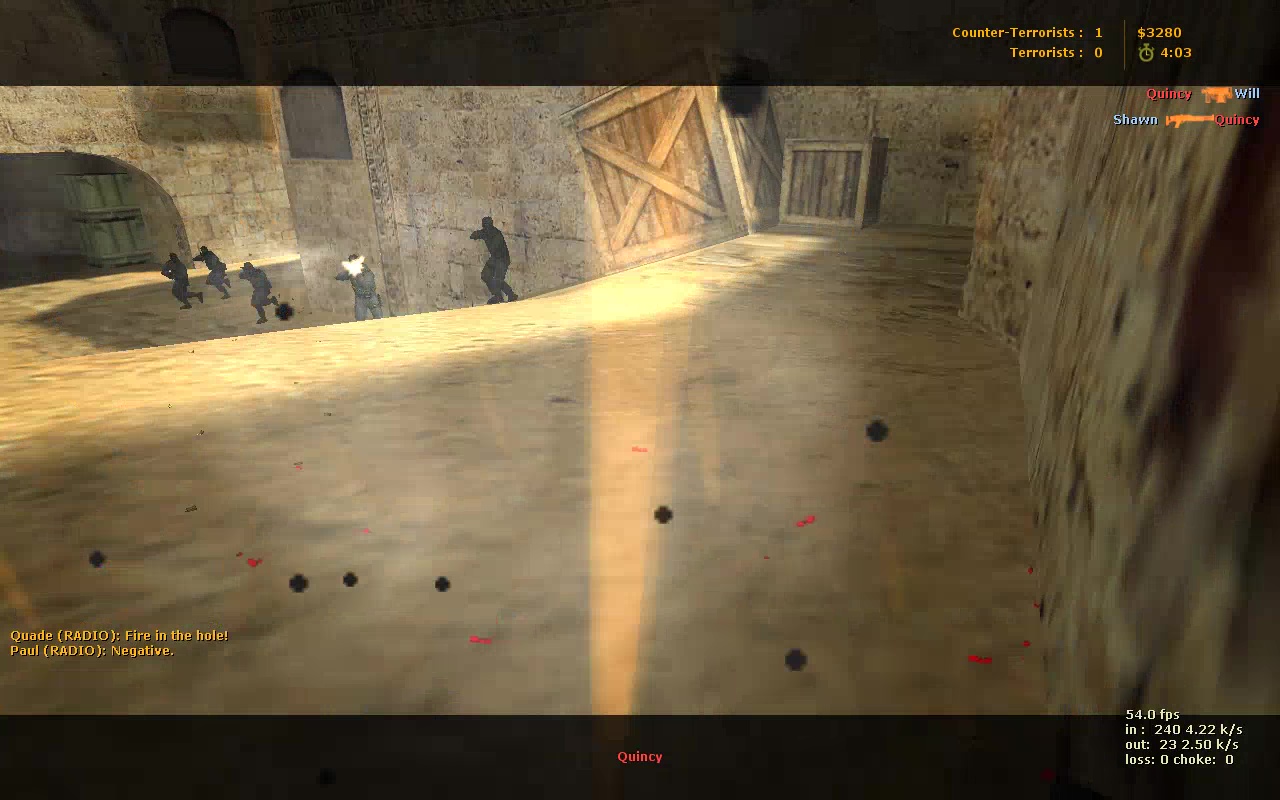 Counter-Terrorists : 1 $3280
Terrorists : 0 4:03
Quincy Will
Shawn Quincy
Quade (RADIO): Fire in the hole!
Paul (RADIO): Negative.
54.0 fps
in : 240 4.22 k/s
out: 23 2.50 k/s
loss: 0 choke: 0
Quincy